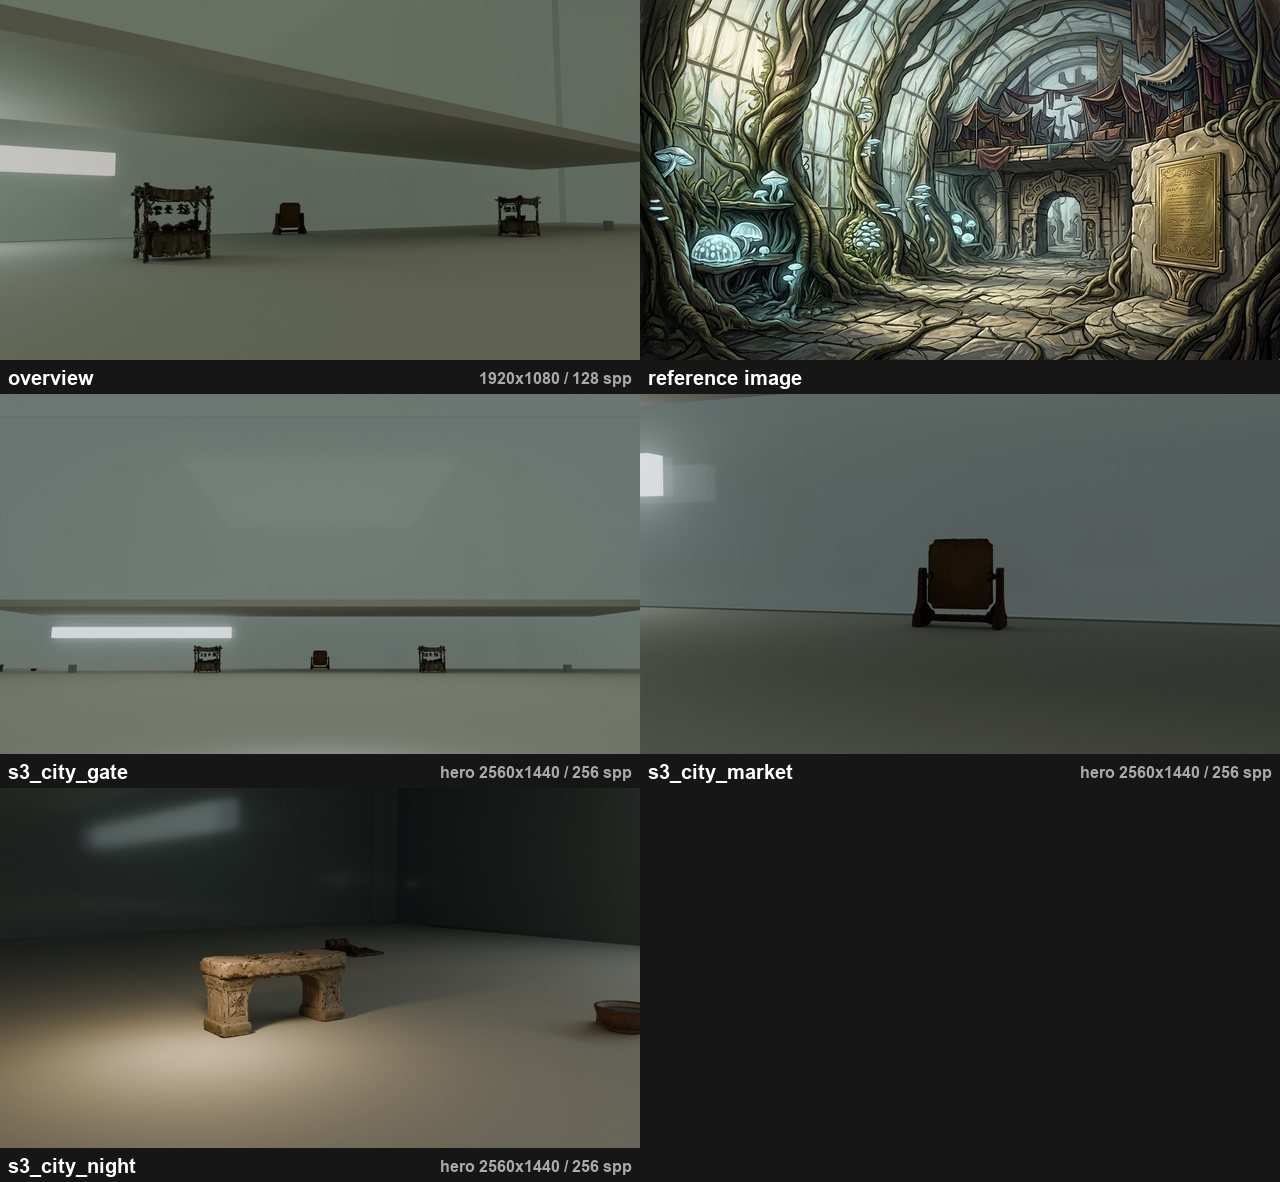 overview
1920x1080 / 128 spp
reference image
s3_city_gate
hero 2560x1440 / 256 spp
s3_city_market
hero 2560x1440 / 256 spp
s3_city_night
hero 2560x1440 / 256 spp